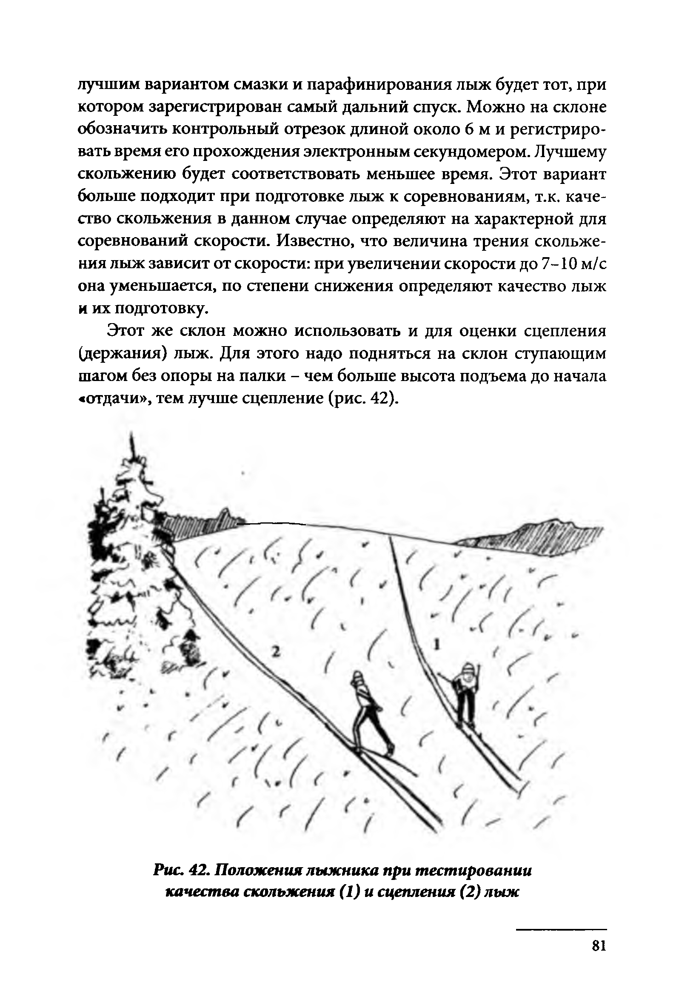 лучшим вариантом смазки и парафинирования лыж будет тот, при
котором зарегистрирован самый дальний спуск. Можно на склоне
обозначить контрольный отрезок длиной около 6 м и регистриро-
вать время его прохождения электронным секундомером. Лучшему
скольжению будет соответствовать меньшее время. Этот вариант
больше подходит при подготовке лыж к соревнованиям, т.к. каче-
ство скольжения в данном случае определяют на характерной для
соревнований скорости. Известно, что величина трения скольже-
ния лыж зависит от скорости: при увеличении скорости до 7–10 м/с
она уменьшается, по степени снижения определяют качество лыж
и их подготовку.
Этот же склон можно использовать и для оценки сцепления
(держания) лыж. Для этого надо подняться на склон ступающим
шагом без опоры на палки – чем больше высота подъема до начала
«отдачи», тем лучше сцепление (рис. 42).
1
2
Рис. 42. Положения лыжника при тестировании
качества скольжения (1) и сцепления (2) лыж
81